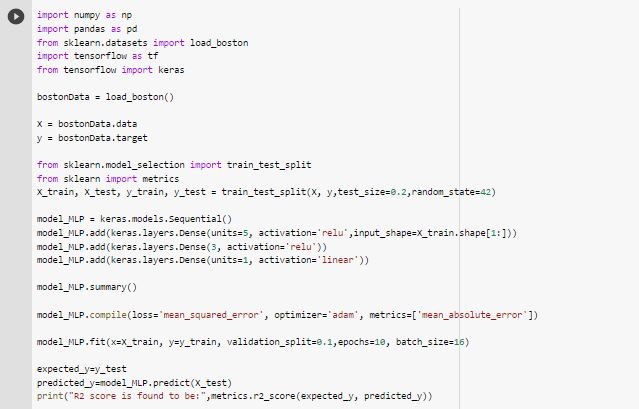 import numpy as np
import pandas as pd
from sklearn.datasets import load_boston
import tensorflow as tf
from tensorflow import keras
bostonData = load_boston()
X = bostonData.data
y = bostonData.target
from sklearn.model_selection import train_test_split
from sklearn import metrics
X_train, X_test, y_train, y_test = train_test_split(X, y,test_size=0.2,random_state=42)
model_MLP = keras.models.Sequential()
model_MLP.add(keras.layers.Dense(units=5, activation='relu',input_shape=X_train.shape[1:]))
model_MLP.add(keras.layers.Dense(3, activation='relu'))
model_MLP.add(keras.layers.Dense(units=1, activation='linear'))
model_MLP.summary()
model_MLP.compile(loss='mean_squared_error', optimizer='adam', metrics=['mean_absolute_error'])
model_MLP.fit(x=X_train, y=y_train, validation_split=0.1,epochs=10, batch_size=16)
expected_y=y_test
predicted_y=model_MLP.predict(X_test)
print("R2 score is found to be:",metrics.r2_score(expected_y, predicted_y))